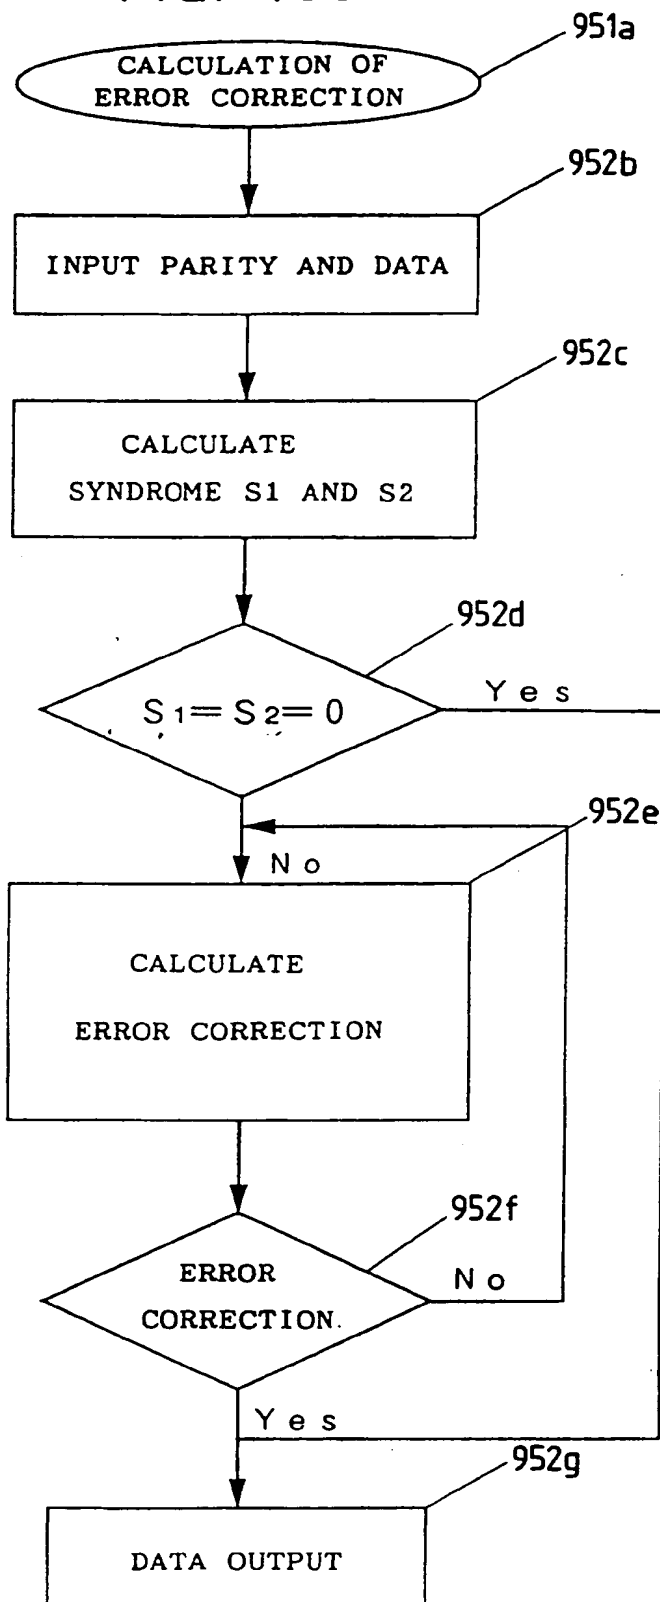 951a
CALCULATION OF
ERROR CORRECTION
952b
INPUT PARITY AND DATA
952c
CALCULATE
SYNDROME S1 AND S2
952d
S1=S2=0
Yes
952e
No
CALCULATE
ERROR CORRECTION
952f
ERROR
CORRECTION.
No
Yes
952g
DATA OUTPUT